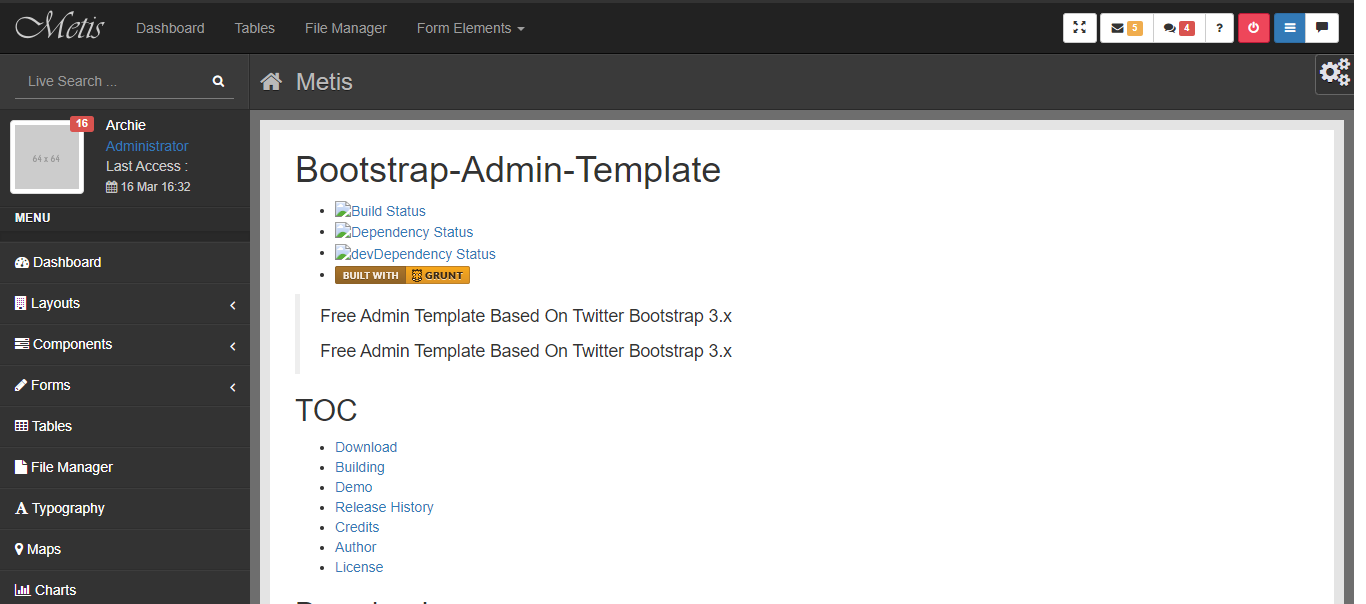 Metis
Dashboard
Tables
File Manager
Form Elements
5
4
?
Live Search ...
Metis
64 x 64
16
Archie
Administrator
Last Access :
16 Mar 16:32
MENU
Dashboard
Layouts
Components
Forms
Tables
File Manager
Typography
Maps
Charts
Bootstrap-Admin-Template
Build Status
Dependency Status
devDependency Status
BUILT WITH GRUNT
Free Admin Template Based On Twitter Bootstrap 3.x
Free Admin Template Based On Twitter Bootstrap 3.x
TOC
Download
Building
Demo
Release History
Credits
Author
License